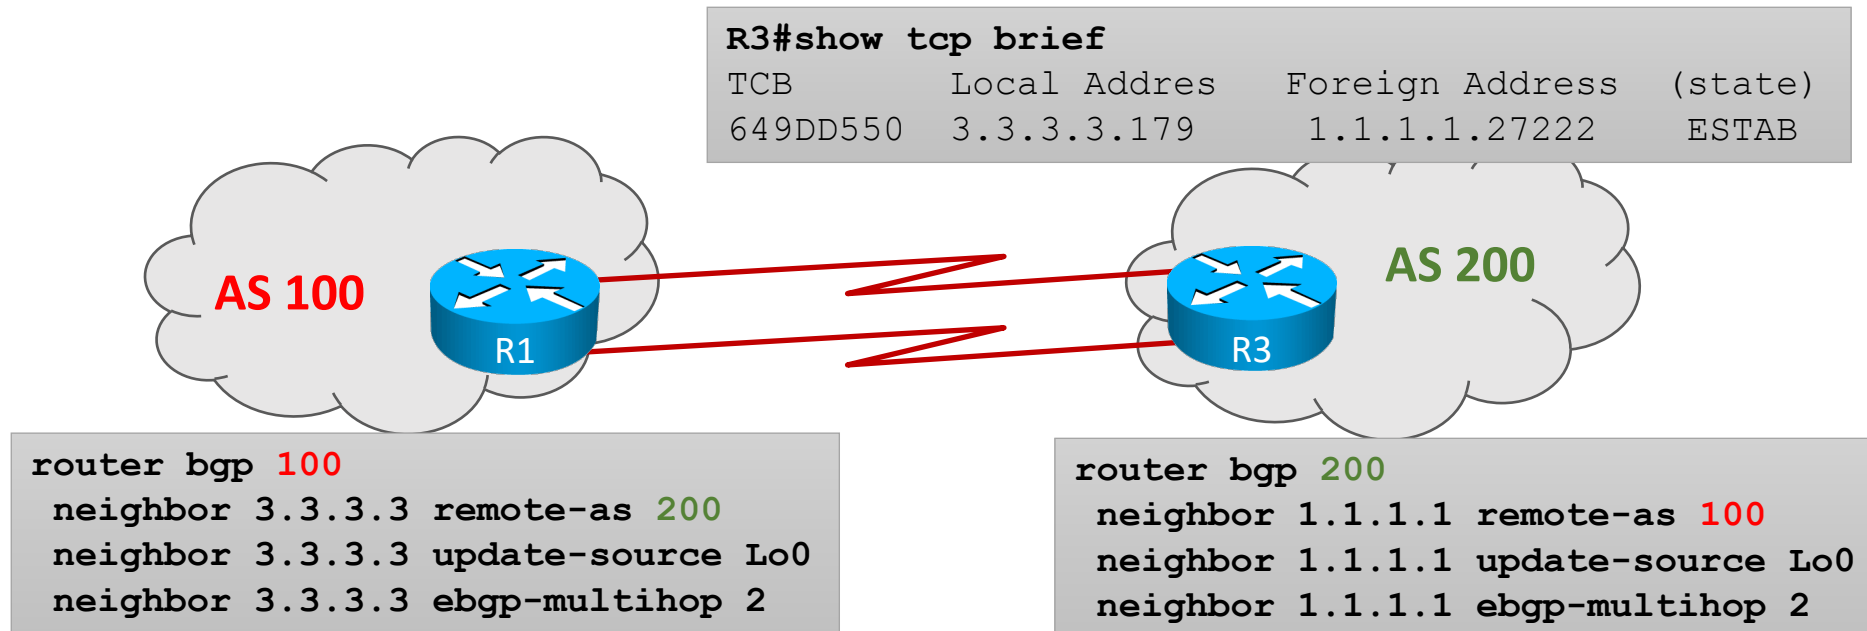 R3#show tcp brief
TCB Local Addres Foreign Address (state)
649DD550 3.3.3.3.179 1.1.1.1.27222 ESTAB
AS 100
R1
R3
AS 200
router bgp 100
neighbor 3.3.3.3 remote-as 200
neighbor 3.3.3.3 update-source Lo0
neighbor 3.3.3.3 ebgp-multihop 2
router bgp 200
neighbor 1.1.1.1 remote-as 100
neighbor 1.1.1.1 update-source Lo0
neighbor 1.1.1.1 ebgp-multihop 2